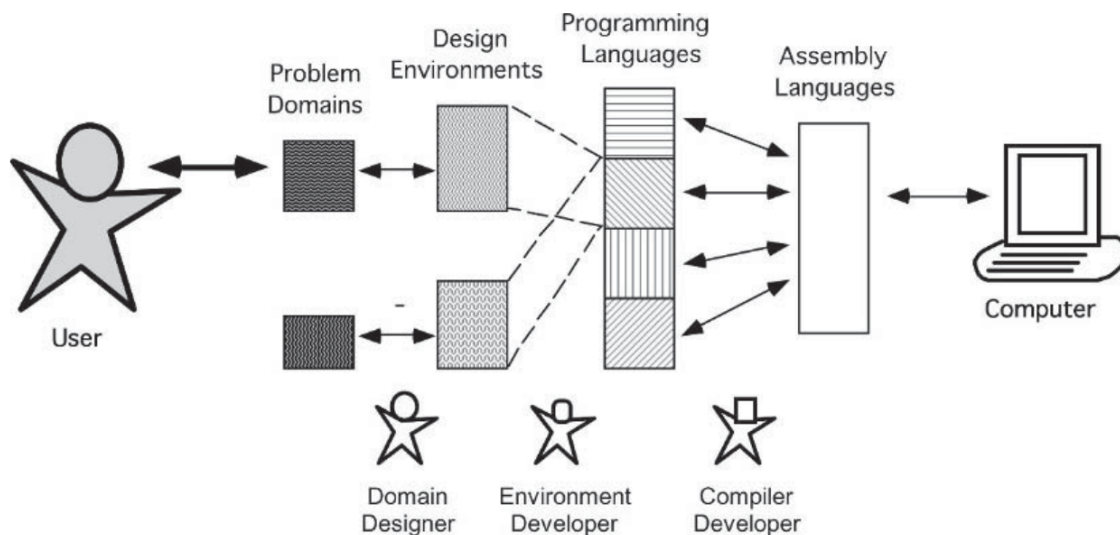 Problem
Domains
Design
Environments
Programming
Languages
Assembly
Languages
User
Computer
Domain
Designer
Environment
Developer
Compiler
Developer